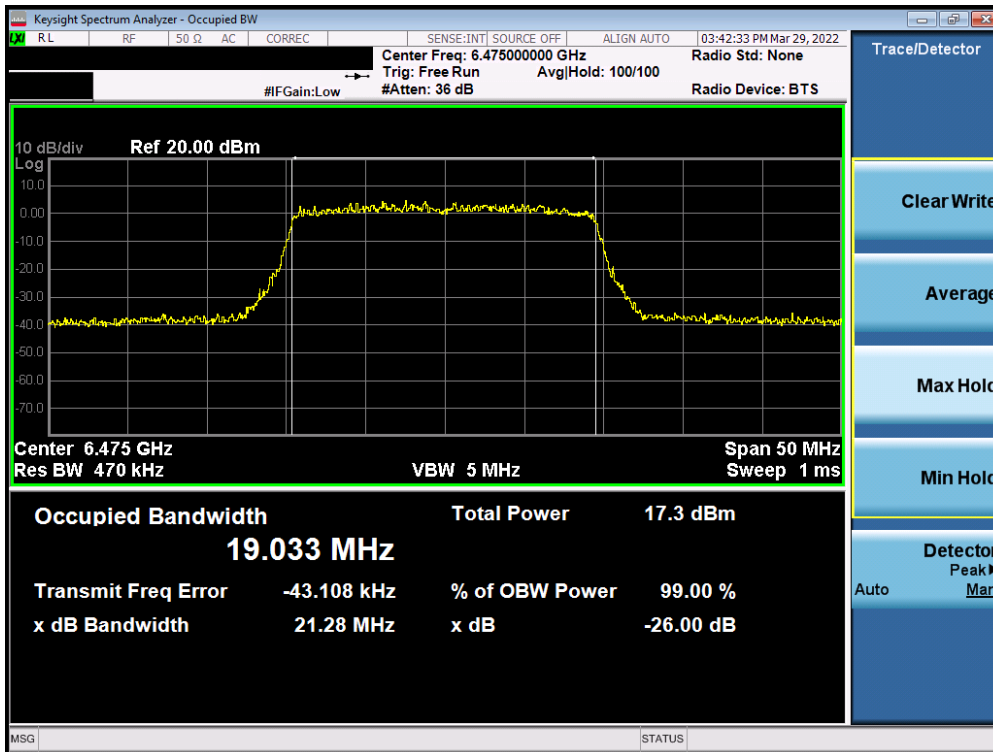 Keysight Spectrum Analyzer - Occupied BW
LXI RL RF 50 Ω AC CORREC SENSE:INT SOURCE OFF ALIGN AUTO 03:42:33 PM Mar 29, 2022
Center Freq: 6.475000000 GHz Radio Std: None
Trig: Free Run Avg|Hold: 100/100
#IFGain:Low #Atten: 36 dB Radio Device: BTS
Trace/Detector
10 dB/div Ref 20.00 dBm
Log
10.0
0.00
-10.0
-20.0
-30.0
-40.0
-50.0
-60.0
-70.0
Center 6.475 GHz Span 50 MHz
Res BW 470 kHz VBW 5 MHz Sweep 1 ms
Occupied Bandwidth Total Power 17.3 dBm
19.033 MHz
Transmit Freq Error -43.108 kHz % of OBW Power 99.00 %
x dB Bandwidth 21.28 MHz x dB -26.00 dB
Clear Write
Average
Max Hold
Min Hold
Detector
Peak
Auto Man
MSG STATUS